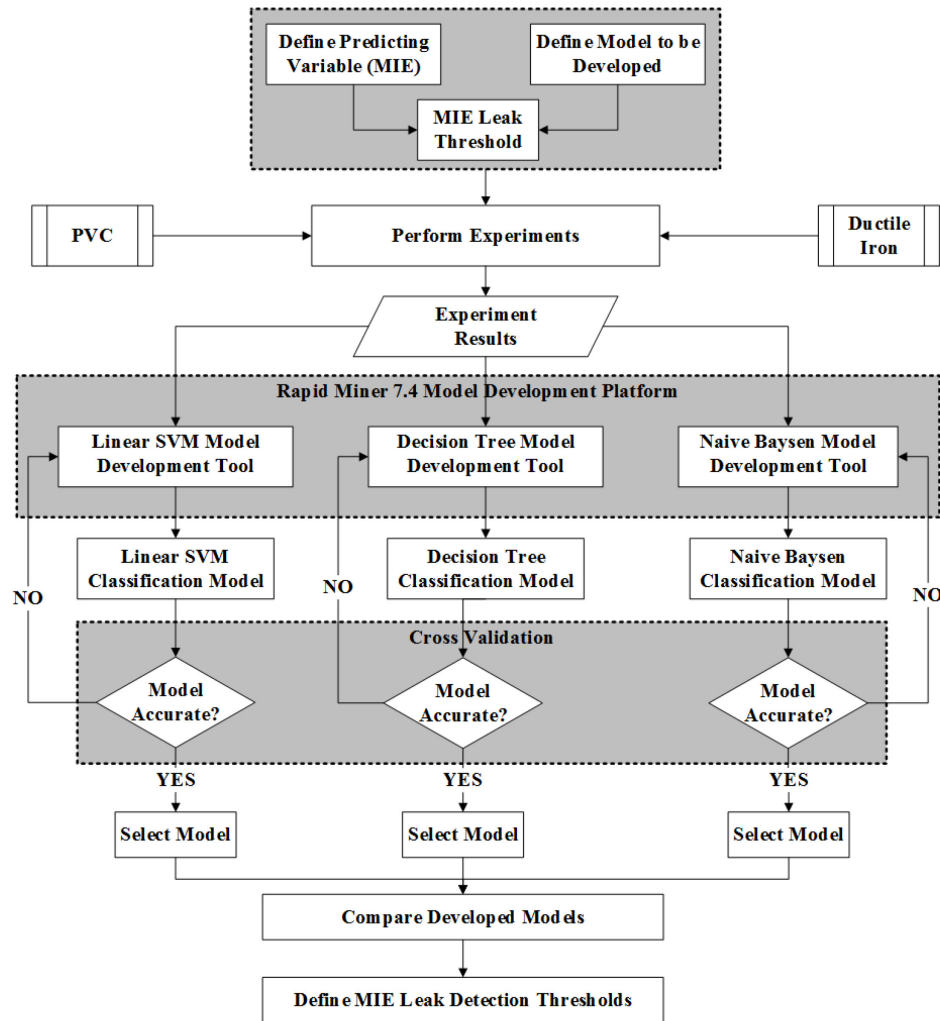 Define Predicting
Variable (MIE)
Define Model to be
Developed
MIE Leak
Threshold
PVC
Perform Experiments
Ductile
Iron
Experiment
Results
Rapid Miner 7.4 Model Development Platform
Linear SVM Model
Development Tool
Decision Tree Model
Development Tool
Naive Baysen Model
Development Tool
Linear SVM
Classification Model
Decision Tree
Classification Model
Naive Baysen
Classification Model
NO
NO
NO
Cross Validation
Model
Accurate?
Model
Accurate?
Model
Accurate?
YES
YES
YES
Select Model
Select Model
Select Model
Compare Developed Models
Define MIE Leak Detection Thresholds